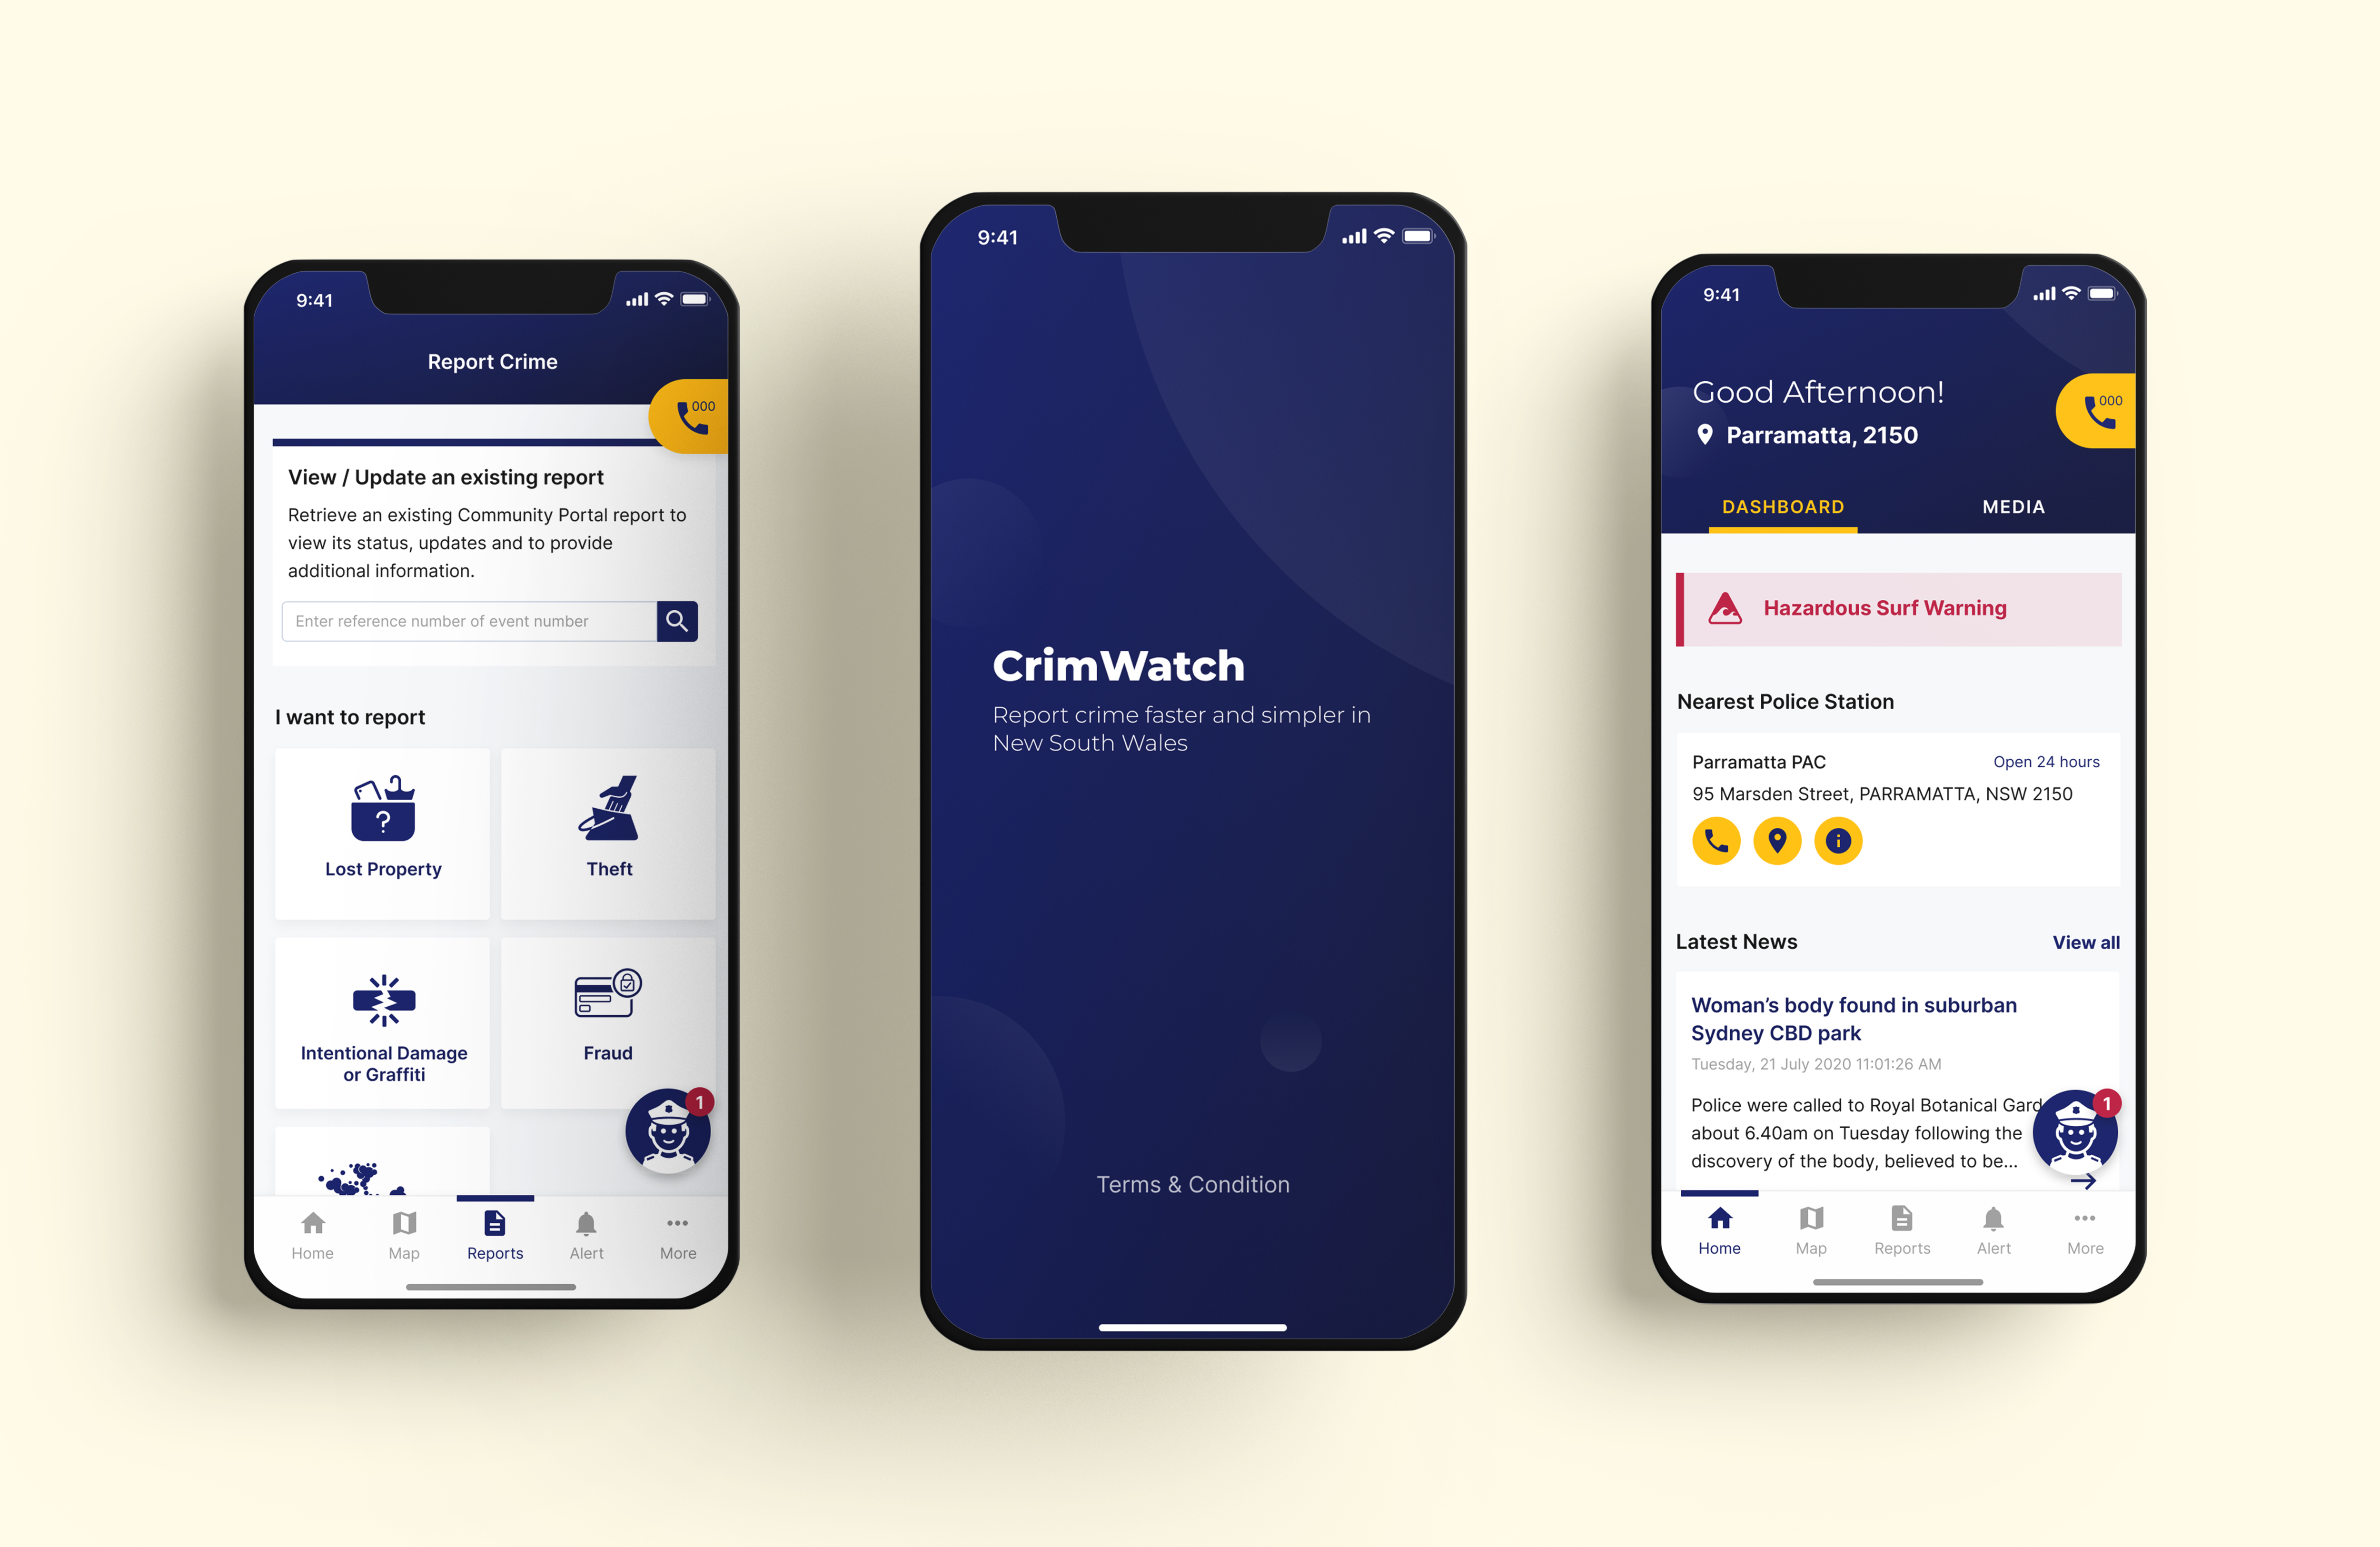 9:41
Report Crime
000
View / Update an existing report
Retrieve an existing Community Portal report to
view its status, updates and to provide
additional information.
Enter reference number of event number
I want to report
?
Lost Property
Theft
Intentional Damage
or Graffiti
Fraud
1
Home
Map
Reports
Alert
More
9:41
CrimWatch
Report crime faster and simpler in
New South Wales
Terms & Condition
9:41
Good Afternoon!
000
Parramatta, 2150
DASHBOARD
MEDIA
Hazardous Surf Warning
Nearest Police Station
Parramatta PAC
Open 24 hours
95 Marsden Street, PARRAMATTA, NSW 2150
i
Latest News
View all
Woman’s body found in suburban
Sydney CBD park
Tuesday, 21 July 2020 11:01:26 AM
Police were called to Royal Botanical Gard
about 6.40am on Tuesday following the
discovery of the body, believed to be...
1
Home
Map
Reports
Alert
More